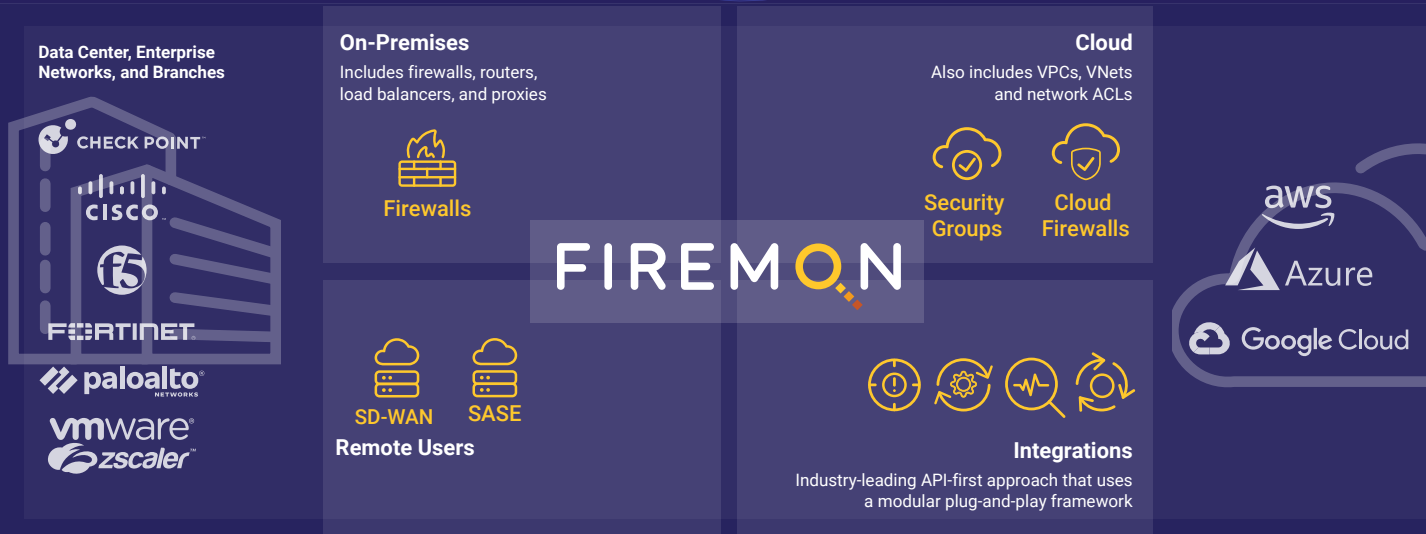 Data Center, Enterprise
Networks, and Branches
CHECK POINT™
CISCO
f5
FORTINET
paloalto®
NETWORKS
vmware®
zscaler™
On-Premises
Includes firewalls, routers,
load balancers, and proxies
Firewalls
Cloud
Also includes VPCs, VNets
and network ACLs
Security
Groups
Cloud
Firewalls
FIREMON
SD-WAN
SASE
Remote Users
Integrations
Industry-leading API-first approach that uses
a modular plug-and-play framework
aws
Azure
Google Cloud